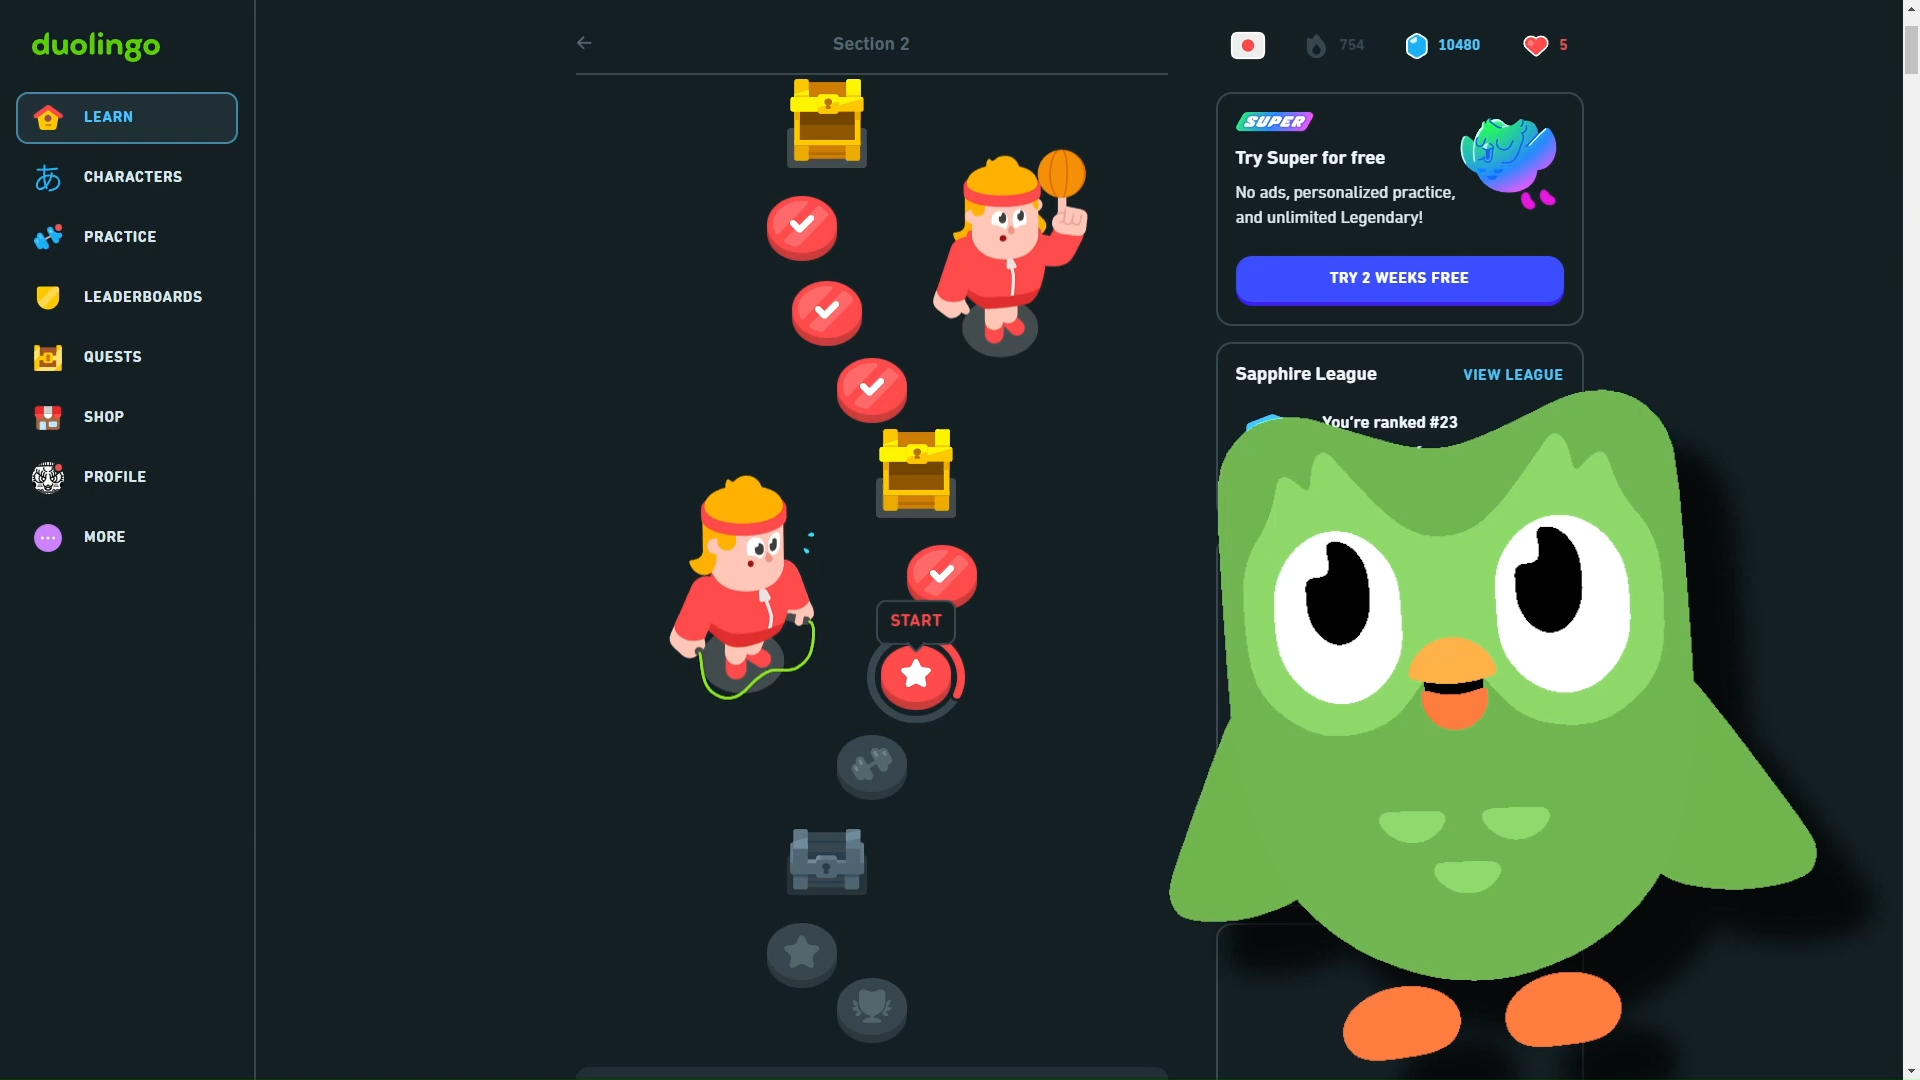 duolingo
LEARN
あ CHARACTERS
PRACTICE
LEADERBOARDS
QUESTS
SHOP
PROFILE
MORE
Section 2
START
754
10480
5
SUPER
Try Super for free
No ads, personalized practice,
and unlimited Legendary!
TRY 2 WEEKS FREE
Sapphire League
VIEW LEAGUE
You’re ranked #23